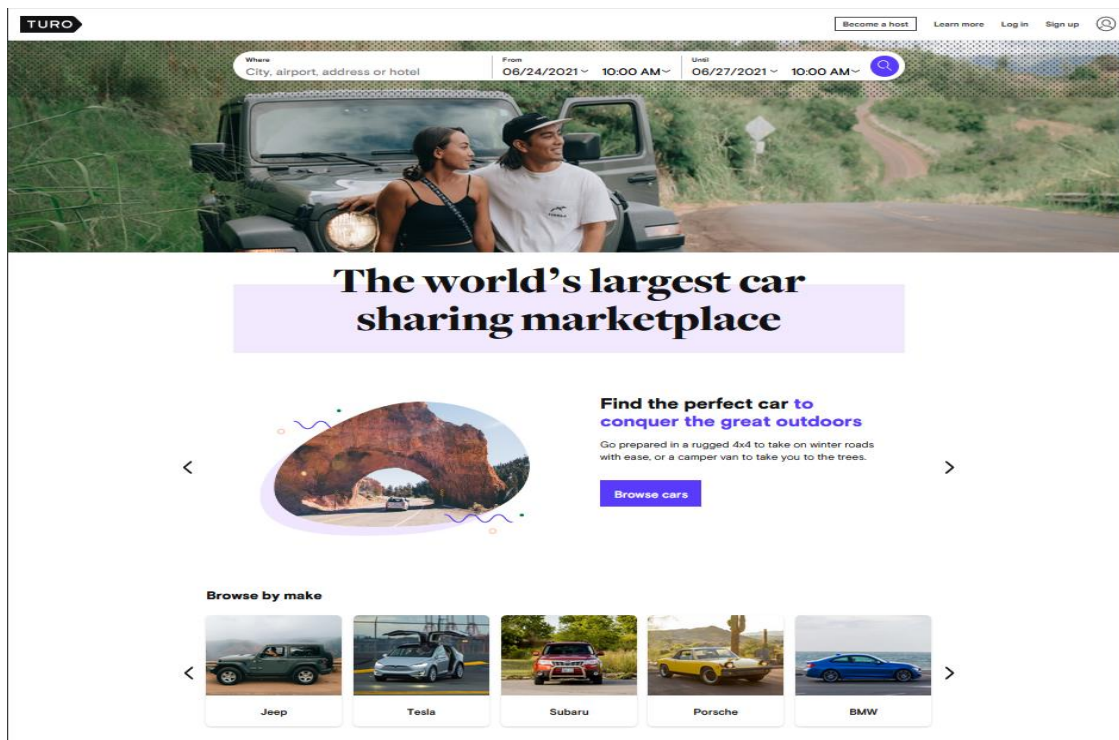 TURO
Become a host
Learn more
Log in
Sign up
Where
City, airport, address or hotel
From
06/24/2021
10:00 AM
Until
06/27/2021
10:00 AM
The world's largest car
sharing marketplace
Find the perfect car to
conquer the great outdoors
Go prepared in a rugged 4x4 to take on winter roads
with ease, or a camper van to take you to the trees.
Browse cars
Browse by make
Jeep
Tesla
Subaru
Porsche
BMW